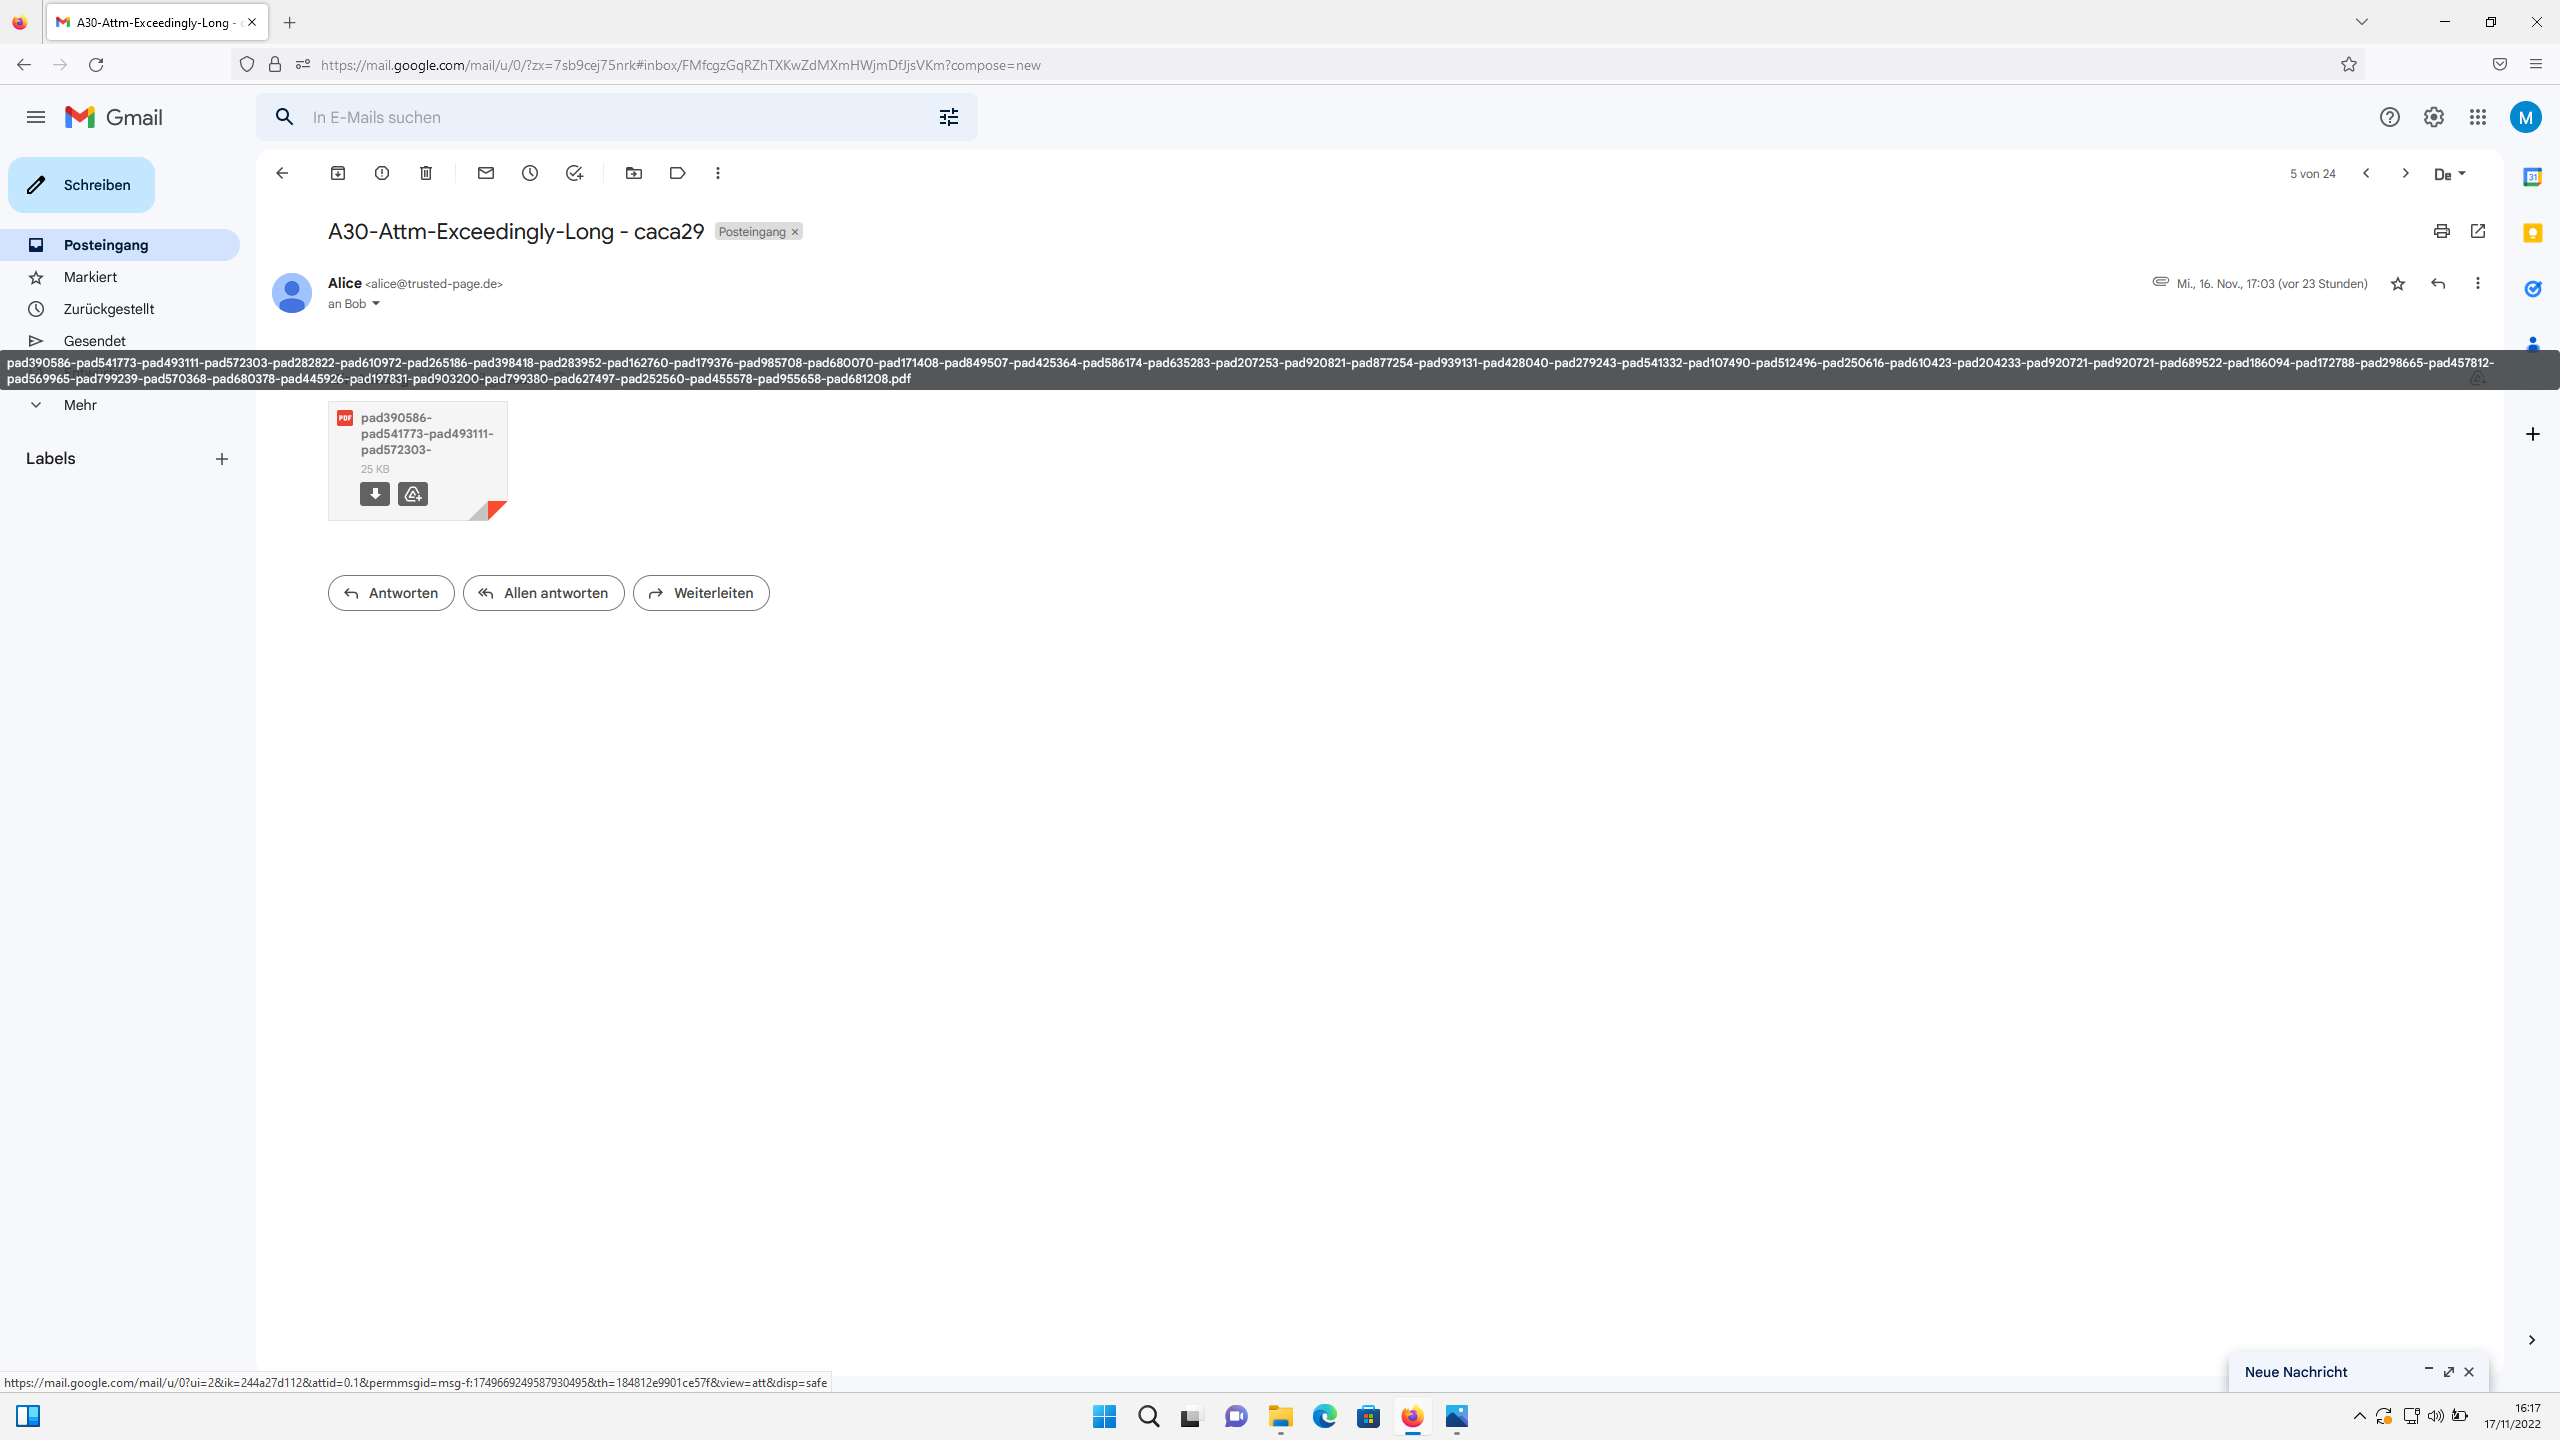 A30-Attm-Exceedingly-Long - c
https://mail.google.com/mail/u/0/?zx=7sb9cej75nrk#inbox/FMfcgzGqRZhTXKwZdMXmHWjmDfJjsVKm?compose=new
Gmail
In E-Mails suchen
M
Schreiben
5 von 24
De
31
Posteingang
A30-Attm-Exceedingly-Long - caca29 Posteingang
Markiert
Alice <alice@trusted-page.de>
Mi., 16. Nov., 17:03 (vor 23 Stunden)
an Bob
Zurückgestellt
Gesendet
pad390586-pad541773-pad493111-pad572303-pad282822-pad610972-pad265186-pad398418-pad283952-pad162760-pad179376-pad985708-pad680070-pad171408-pad849507-pad425364-pad586174-pad635283-pad207253-pad920821-pad877254-pad939131-pad428040-pad279243-pad541332-pad107490-pad512496-pad250616-pad610423-pad204233-pad920721-pad920721-pad689522-pad186094-pad172788-pad298665-pad457812-
pad569965-pad799239-pad570368-pad680378-pad445926-pad197831-pad903200-pad799380-pad627497-pad252560-pad455578-pad955658-pad681208.pdf
Mehr
PDF
pad390586-
pad541773-pad493111-
pad572303-
25 KB
Labels
Antworten
Allen antworten
Weiterleiten
Neue Nachricht
https://mail.google.com/mail/u/0?ui=2&ik=244a27d112&attid=0.1&permmsgid=msg-f:1749669249587930495&th=184812e9901ce57f&view=att&disp=safe
16:17
17/11/2022